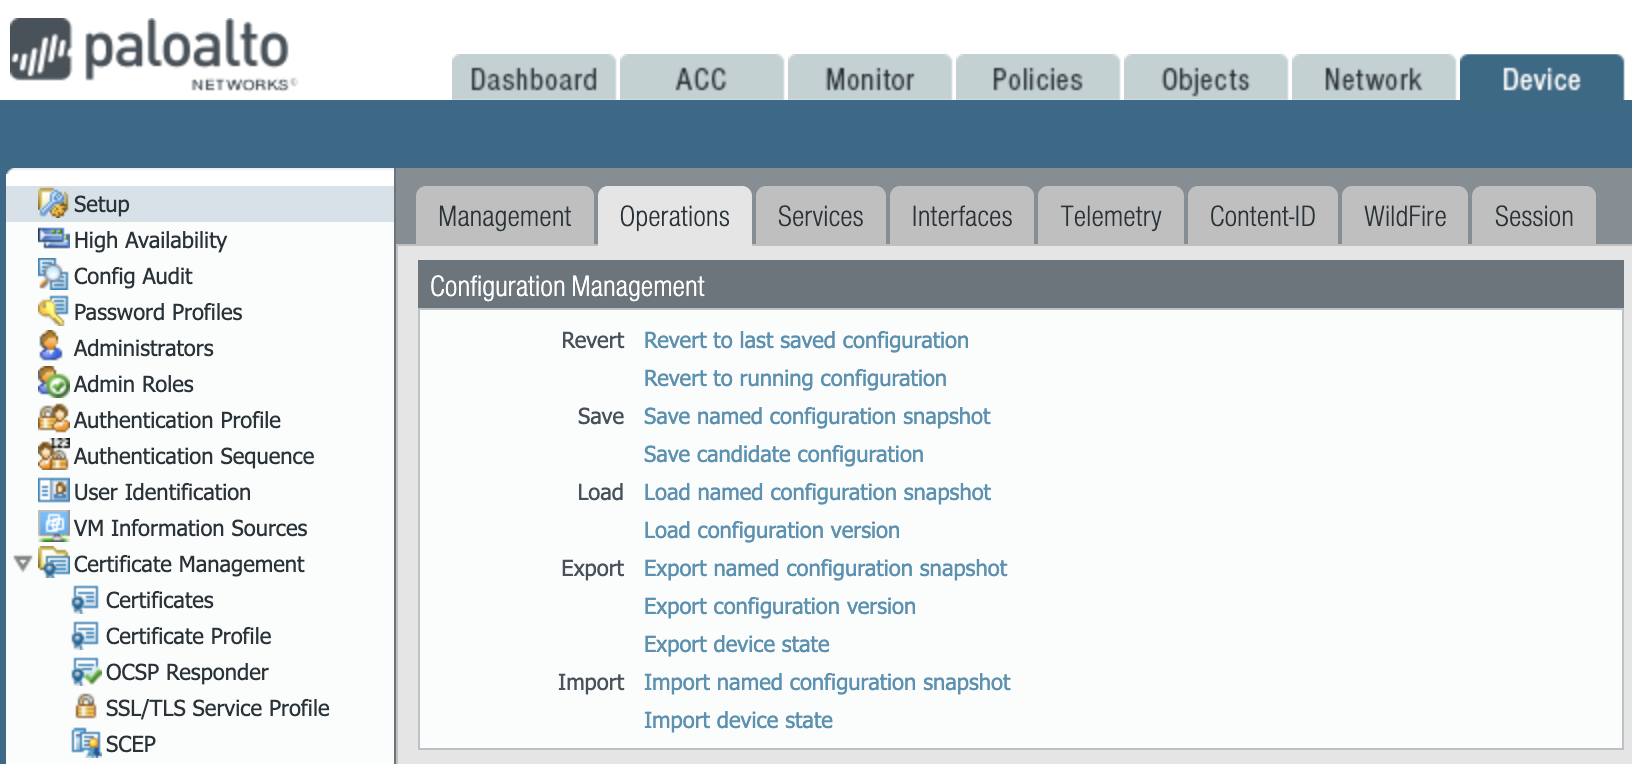 paloalto
NETWORKS®
Dashboard ACC Monitor Policies Objects Network Device
Setup
High Availability
Config Audit
Password Profiles
Administrators
Admin Roles
Authentication Profile
123
Authentication Sequence
User Identification
VM Information Sources
Certificate Management
Certificates
Certificate Profile
OCSP Responder
SSL/TLS Service Profile
SCEP
Management Operations Services Interfaces Telemetry Content-ID WildFire Session
Configuration Management
Revert Revert to last saved configuration
Revert to running configuration
Save Save named configuration snapshot
Save candidate configuration
Load Load named configuration snapshot
Load configuration version
Export Export named configuration snapshot
Export configuration version
Export device state
Import Import named configuration snapshot
Import device state